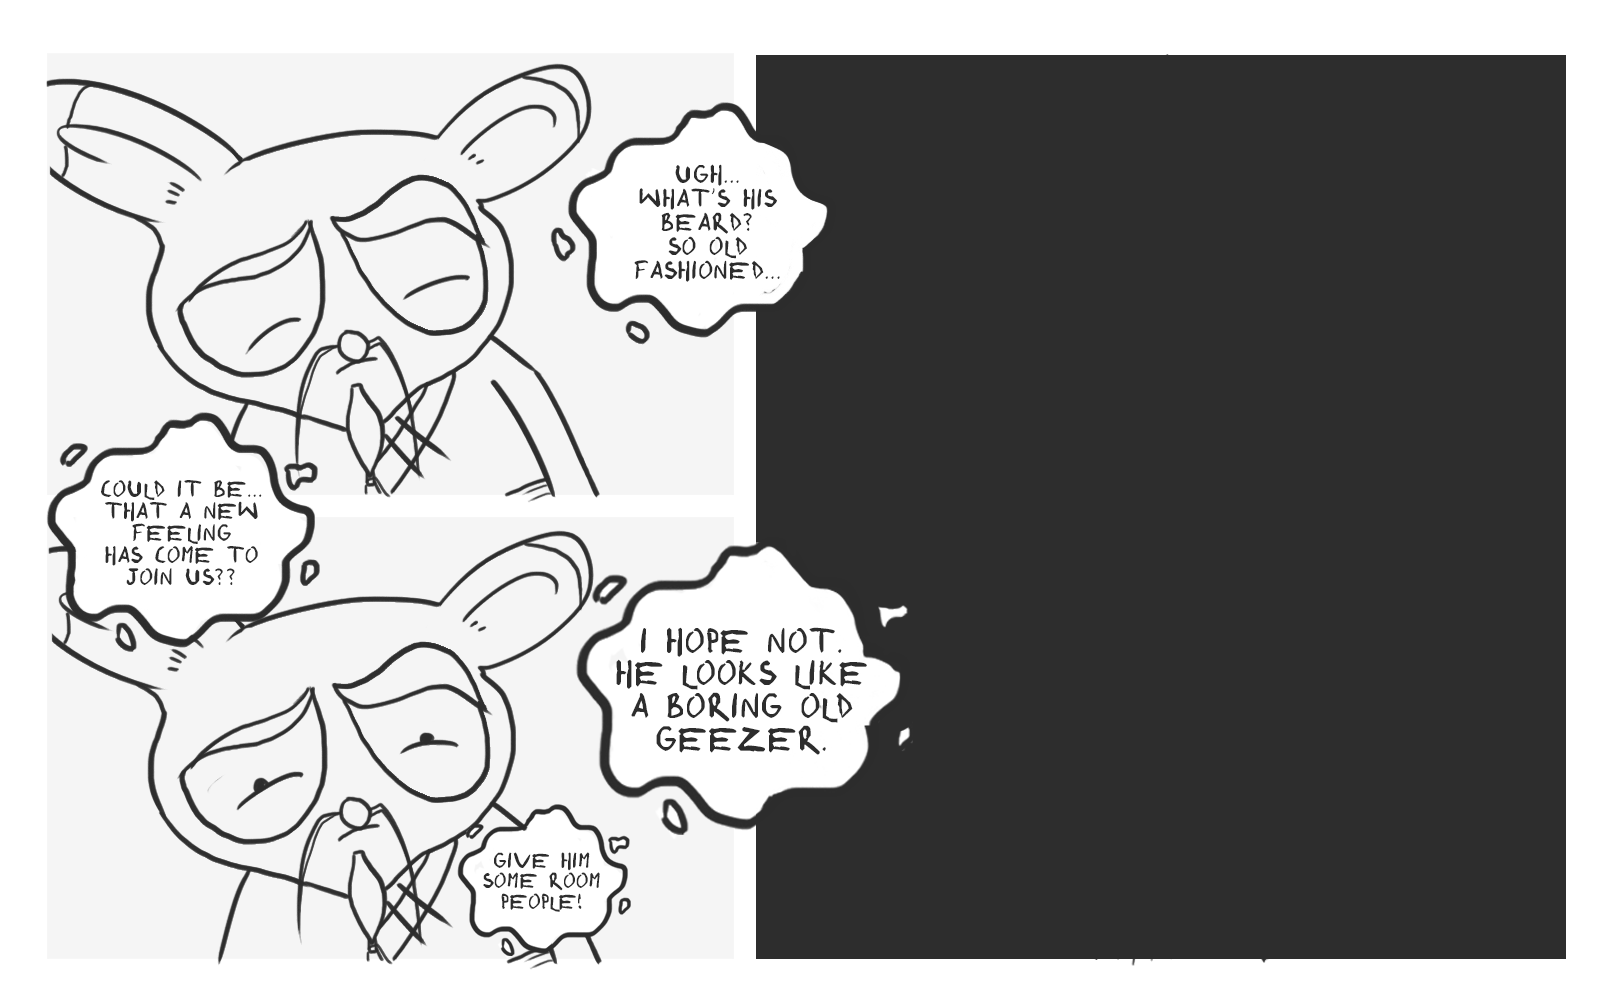 UGH...
WHAT'S HIS
BEARD?
SO OLD
FASHIONED...
COULD IT BE...
THAT A NEW
FEELING
HAS COME TO
JOIN US??
I HOPE NOT.
HE LOOKS LIKE
A BORING OLD
GEEZER.
GIVE HIM
SOME ROOM
PEOPLE!